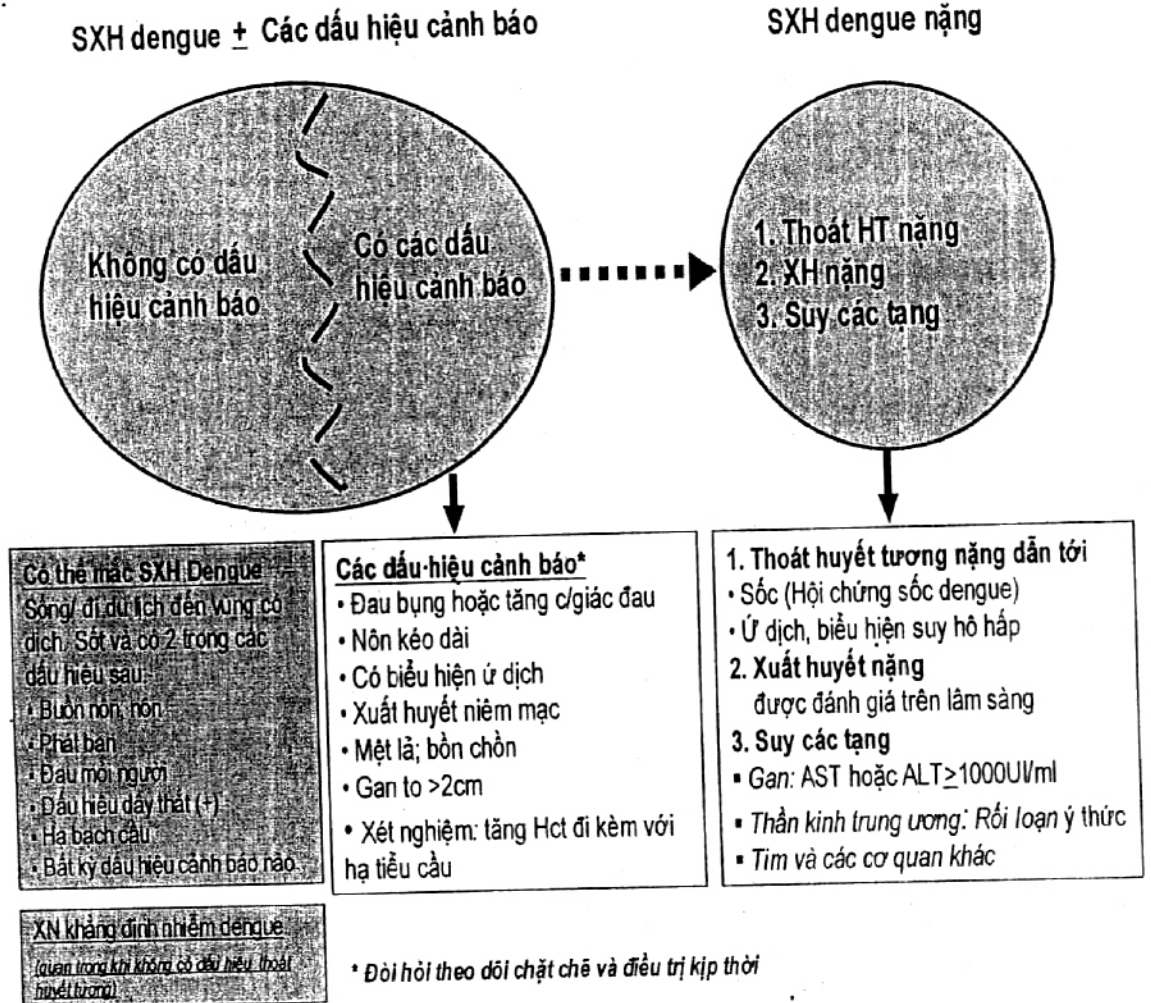 SXH dengue ± Các dấu hiệu cảnh báo
SXH dengue nặng
Không có dấu
hiệu cảnh báo
Có các dấu
hiệu cảnh báo
1. Thoát HT nặng
2. XH nặng
3. Suy các tạng
Có thể mắc SXH Dengue
Sống/ đi du lịch đến vùng có
dịch. Sốt và có 2 trong các
dấu hiệu sau:
• Buồn nôn, nôn
• Phát ban
• Đau mỏi người
• Dấu hiệu dây thắt (+)
• Hạ bạch cầu
• Bất kỳ dấu hiệu cảnh báo nào
XN khẳng định nhiễm dengue
(quan trọng khi không có dấu hiệu thoát
huyết tương)
Các dấu hiệu cảnh báo*
• Đau bụng hoặc tăng c/giác đau
• Nôn kéo dài
• Có biểu hiện ứ dịch
• Xuất huyết niêm mạc
• Mệt lả; bồn chồn
• Gan to >2cm
• Xét nghiệm: tăng Hct đi kèm với
hạ tiểu cầu
1. Thoát huyết tương nặng dẫn tới
• Sốc (Hội chứng sốc dengue)
• Ứ dịch, biểu hiện suy hô hấp
2. Xuất huyết nặng
được đánh giá trên lâm sàng
3. Suy các tạng
▪ Gan: AST hoặc ALT≥1000UI/ml
▪ Thần kinh trung ương: Rối loạn ý thức
▪ Tim và các cơ quan khác
* Đòi hỏi theo dõi chặt chẽ và điều trị kịp thời